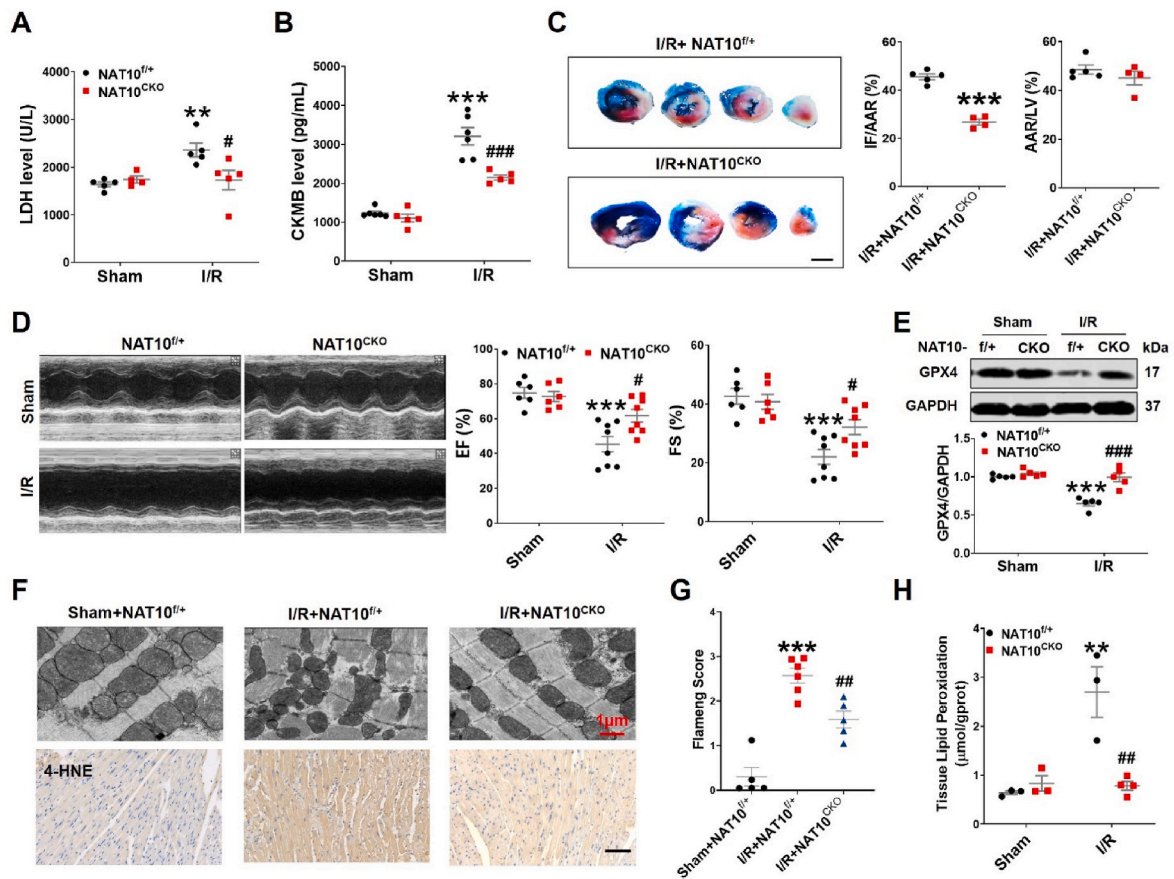 A
NAT10f/+
NAT10CKO
LDH level (U/L)
4000
3000
2000
1000
0
**
#
Sham
I/R
B
CKMB level (pg/mL)
5000
4000
3000
2000
1000
0
***
###
Sham
I/R
C
I/R+ NAT10f/+
I/R+NAT10CKO
IF/AAR (%)
60
40
20
0
***
I/R+NAT10f/+
I/R+NAT10CKO
AAR/LV (%)
60
40
20
0
I/R+NAT10f/+
I/R+NAT10CKO
D
NAT10f/+
NAT10CKO
Sham
I/R
EF (%)
100
80
60
40
20
0
NAT10f/+
NAT10CKO
***
#
Sham
I/R
FS (%)
60
40
20
0
***
#
Sham
I/R
E
Sham
I/R
NAT10-
f/+
CKO
f/+
CKO
kDa
GPX4
17
GAPDH
37
NAT10f/+
NAT10CKO
GPX4/GAPDH
1.5
1.0
0.5
0.0
***
###
Sham
I/R
F
Sham+NAT10f/+
I/R+NAT10f/+
I/R+NAT10CKO
1μm
4-HNE
G
Flameng Score
4
3
2
1
0
***
##
Sham+NAT10f/+
I/R+NAT10f/+
I/R+NAT10CKO
H
NAT10f/+
NAT10CKO
Tissue Lipid Peroxidation
(μmol/gprot)
4
3
2
1
0
**
##
Sham
I/R